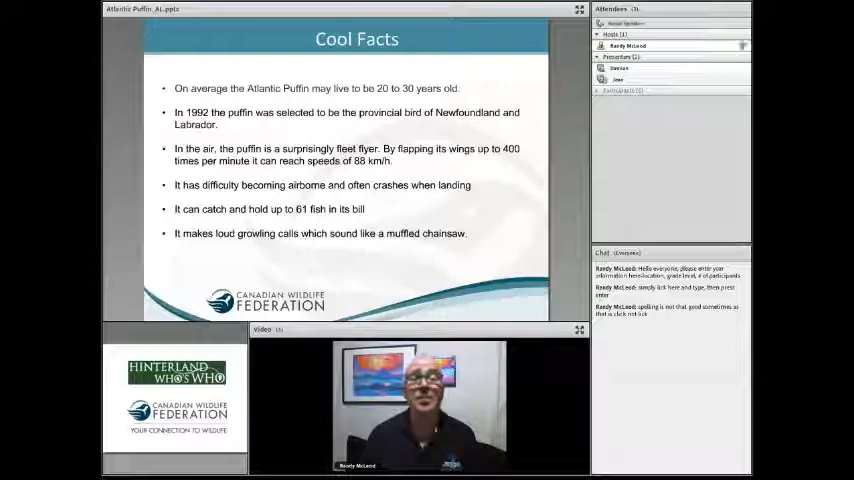 Atlantic Puffin_AL.pptx
Cool Facts
• On average the Atlantic Puffin may live to be 20 to 30 years old.
• In 1992 the puffin was selected to be the provincial bird of Newfoundland and
Labrador.
• In the air, the puffin is a surprisingly fleet flyer. By flapping its wings up to 400
times per minute it can reach speeds of 88 km/h.
• It has difficulty becoming airborne and often crashes when landing
• It can catch and hold up to 61 fish in its bill
• It makes loud growling calls which sound like a muffled chainsaw.
CANADIAN WILDLIFE
FEDERATION
HINTERLAND
WHO'S WHO
CANADIAN WILDLIFE
FEDERATION
YOUR CONNECTION TO WILDLIFE
Video (1)
Randy McLeod
Attendees (3)
Active Speakers
Hosts (1)
Randy McLeod
Presenters (2)
Damian
Participants (0)
Chat (Everyone)
Randy McLeod: Hello everyone, please enter your
information here-location, grade level, # of participants
Randy McLeod: simply lick here and type, then press
enter
Randy McLeod: spelling is not that good sometimes as
that is click not lick